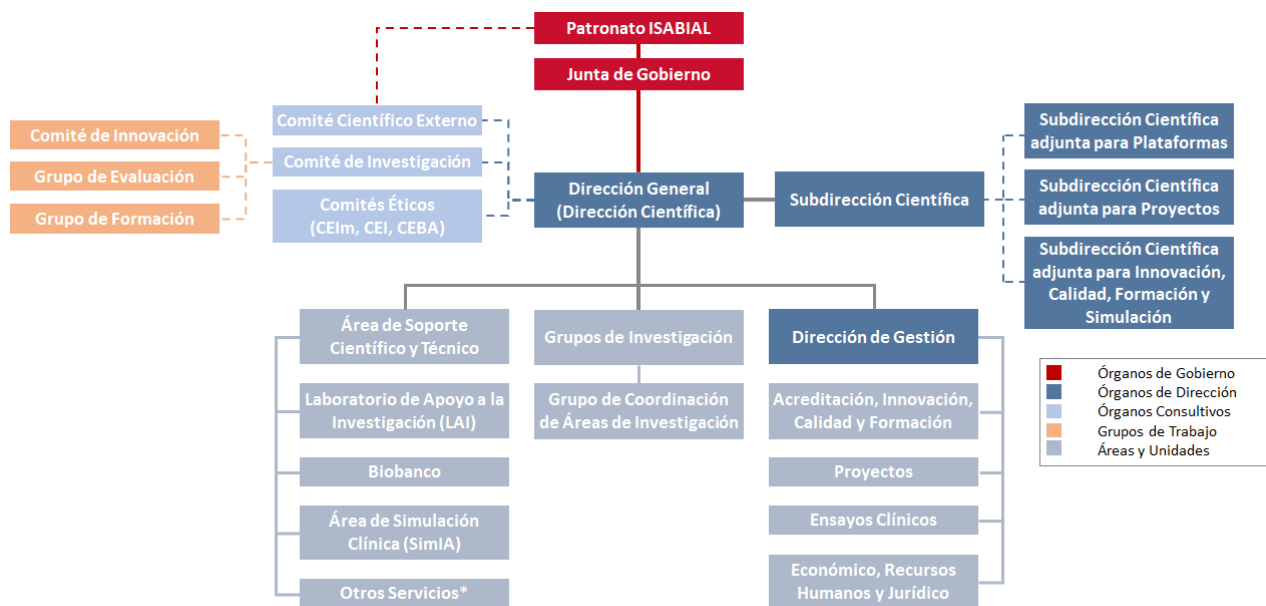 Patronato ISABIAL
Junta de Gobierno
Comité Científico Externo
Comité de Investigación
Comités Éticos
(CEIm, CEI, CEBA)
Comité de Innovación
Grupo de Evaluación
Grupo de Formación
Dirección General
(Dirección Científica)
Subdirección Científica
Subdirección Científica
adjunta para Plataformas
Subdirección Científica
adjunta para Proyectos
Subdirección Científica
adjunta para Innovación,
Calidad, Formación y
Simulación
Área de Soporte
Científico y Técnico
Laboratorio de Apoyo a la
Investigación (LAI)
Biobanco
Área de Simulación
Clínica (SimIA)
Otros Servicios*
Grupos de Investigación
Grupo de Coordinación
de Áreas de Investigación
Dirección de Gestión
Acreditación, Innovación,
Calidad y Formación
Proyectos
Ensayos Clínicos
Económico, Recursos
Humanos y Jurídico
Órganos de Gobierno
Órganos de Dirección
Órganos Consultivos
Grupos de Trabajo
Áreas y Unidades